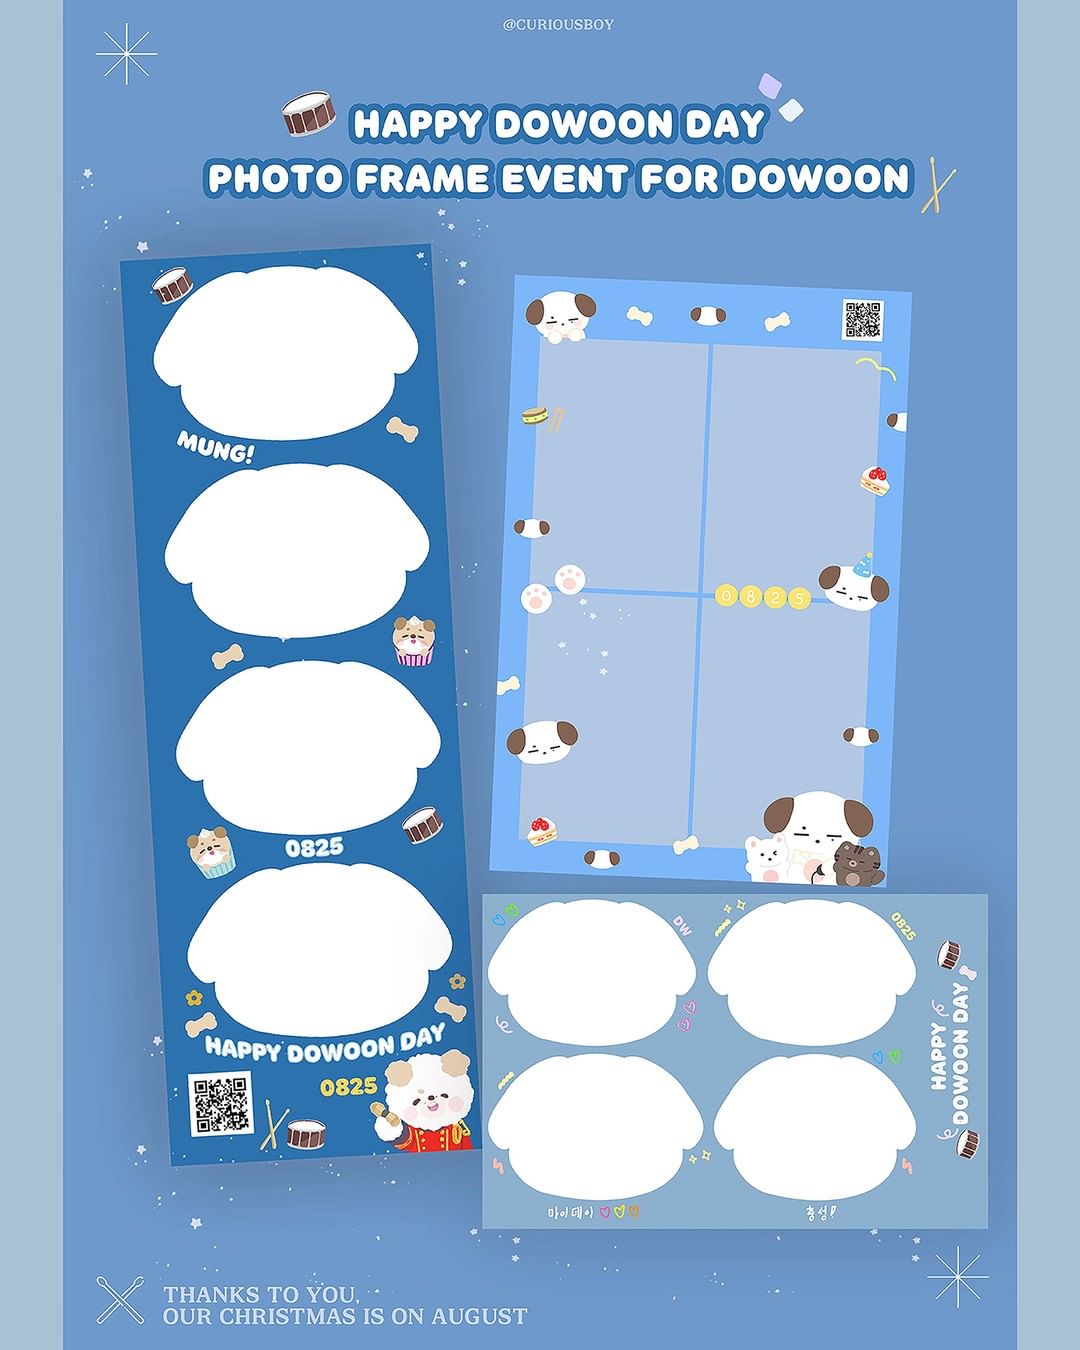 @CURIOUSBOY
HAPPY DOWOON DAY
PHOTO FRAME EVENT FOR DOWOON
MUNG!
0825
HAPPY DOWOON DAY
0825
0825
DW
0825
HAPPY
DOWOON DAY
마이데이
충성!
THANKS TO YOU,
OUR CHRISTMAS IS ON AUGUST